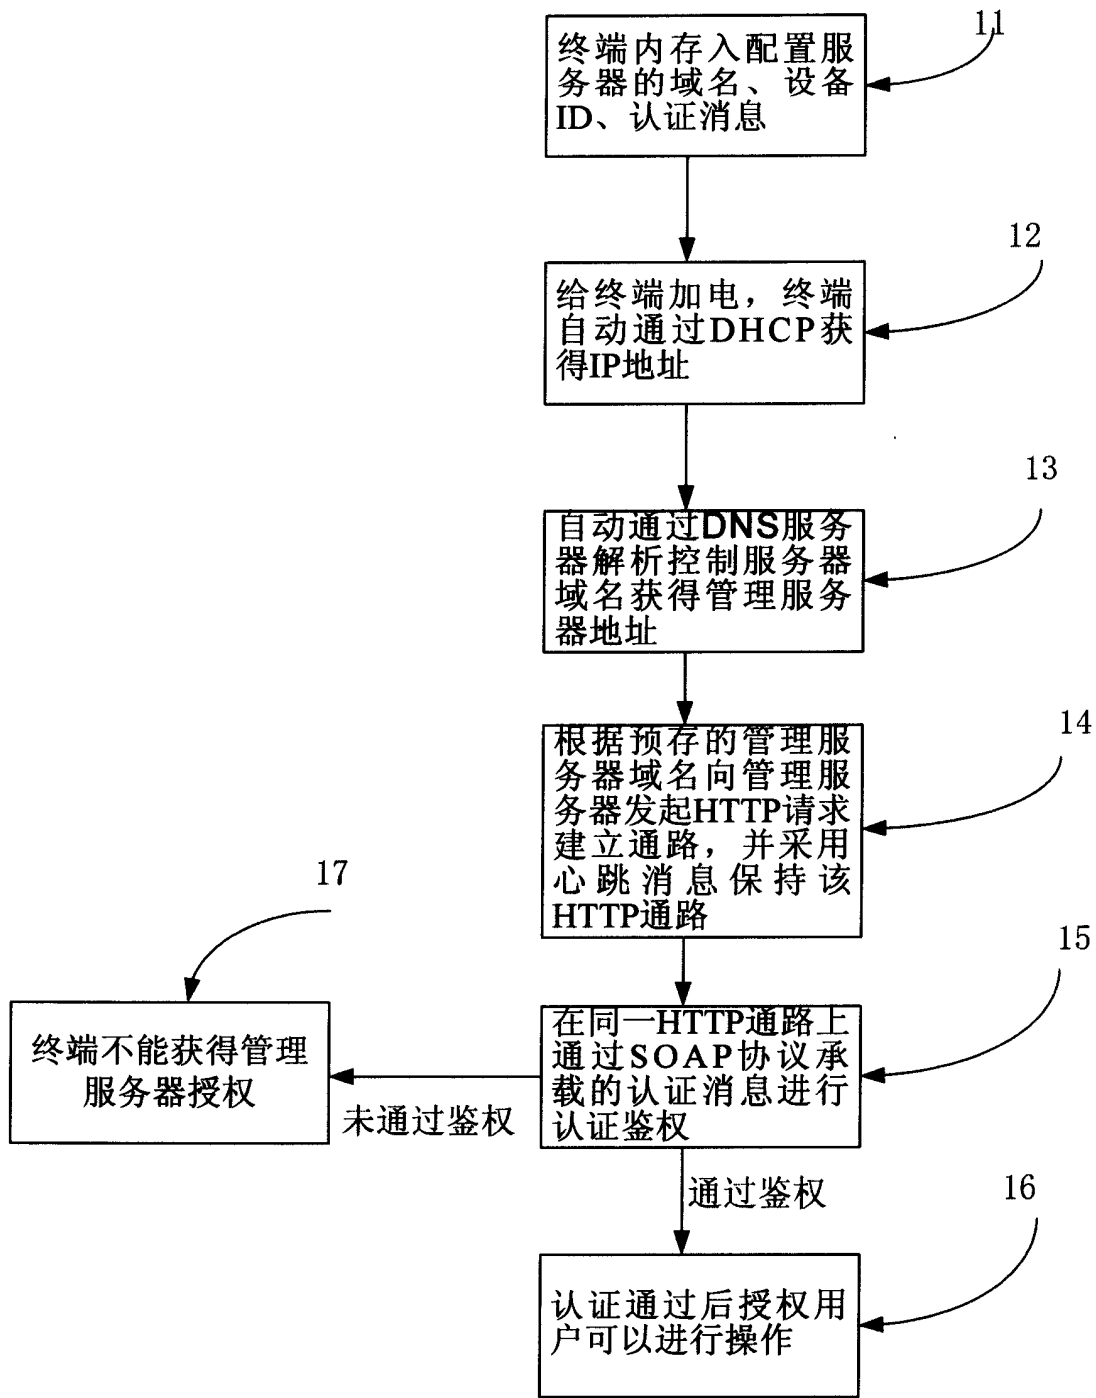 11
终端内存入配置服
务器的域名、设备
ID、认证消息
12
给终端加电，终端
自动通过DHCP获
得IP地址
13
自动通过DNS服务
器解析控制服务器
域名获得管理服务
器地址
14
根据预存的管理服
务器域名向管理服
务器发起HTTP请求
建立通路，并采用
心跳消息保持该
HTTP通路
17
15
在同一HTTP通路上
通过SOAP协议承
载的认证消息进行
认证鉴权
终端不能获得管理
服务器授权
未通过鉴权
通过鉴权
16
认证通过后授权用
户可以进行操作